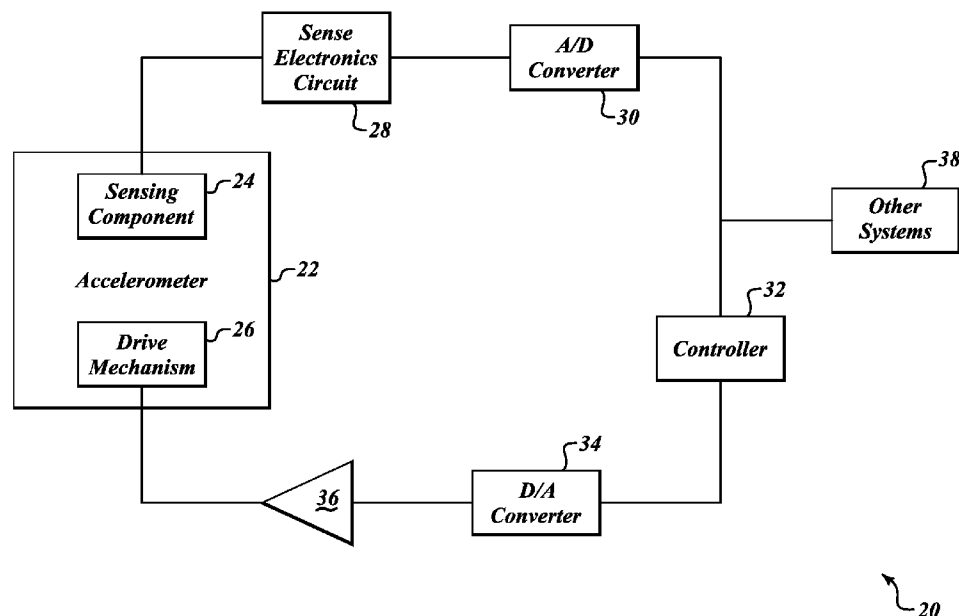 Sense
Electronics
Circuit
28
A/D
Converter
30
Sensing
Component
24
Accelerometer
22
Drive
Mechanism
26
Other
Systems
38
Controller
32
36
D/A
Converter
34
20